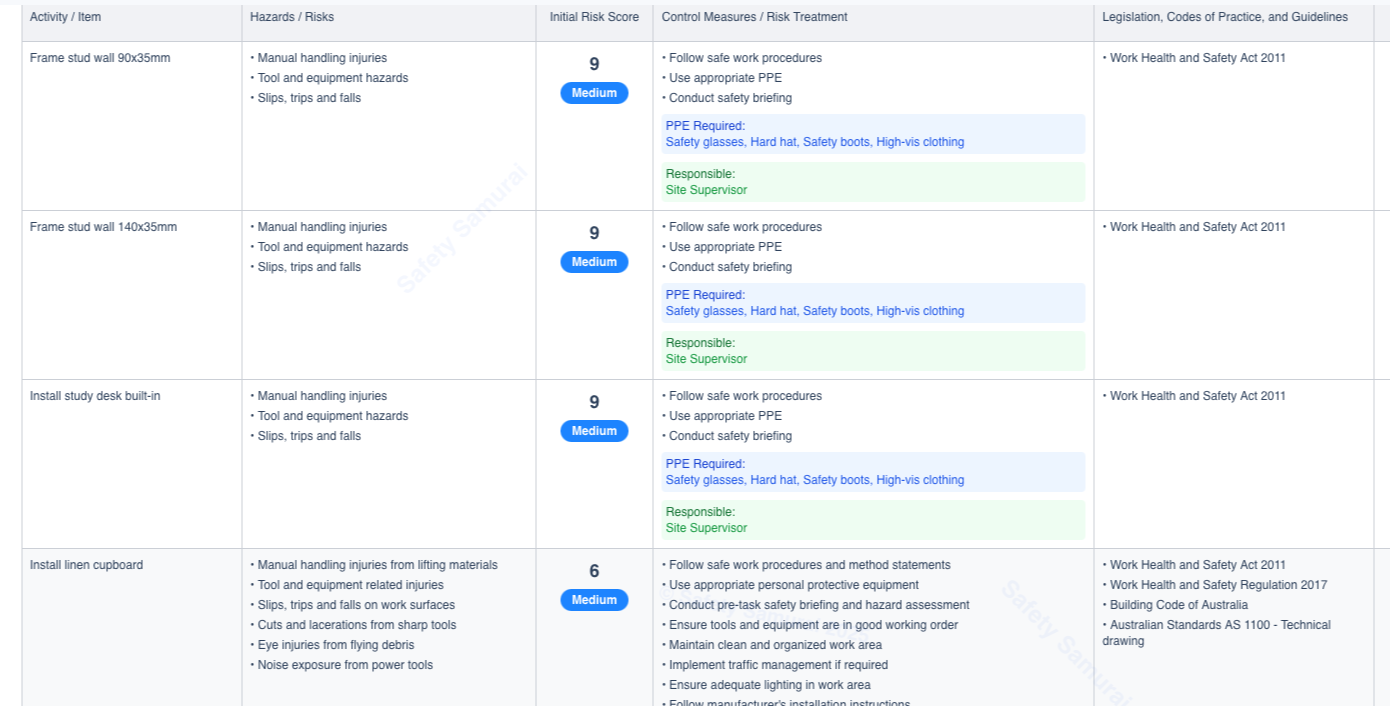 Activity / Item
Hazards / Risks
Initial Risk Score
Control Measures / Risk Treatment
Legislation, Codes of Practice, and Guidelines
Frame stud wall 90x35mm
• Manual handling injuries
• Tool and equipment hazards
• Slips, trips and falls
9
Medium
• Follow safe work procedures
• Use appropriate PPE
• Conduct safety briefing
PPE Required:
Safety glasses, Hard hat, Safety boots, High-vis clothing
Responsible:
Site Supervisor
• Work Health and Safety Act 2011
Frame stud wall 140x35mm
• Manual handling injuries
• Tool and equipment hazards
• Slips, trips and falls
9
Medium
• Follow safe work procedures
• Use appropriate PPE
• Conduct safety briefing
PPE Required:
Safety glasses, Hard hat, Safety boots, High-vis clothing
Responsible:
Site Supervisor
• Work Health and Safety Act 2011
Install study desk built-in
• Manual handling injuries
• Tool and equipment hazards
• Slips, trips and falls
9
Medium
• Follow safe work procedures
• Use appropriate PPE
• Conduct safety briefing
PPE Required:
Safety glasses, Hard hat, Safety boots, High-vis clothing
Responsible:
Site Supervisor
• Work Health and Safety Act 2011
Install linen cupboard
• Manual handling injuries from lifting materials
• Tool and equipment related injuries
• Slips, trips and falls on work surfaces
• Cuts and lacerations from sharp tools
• Eye injuries from flying debris
• Noise exposure from power tools
6
Medium
• Follow safe work procedures and method statements
• Use appropriate personal protective equipment
• Conduct pre-task safety briefing and hazard assessment
• Ensure tools and equipment are in good working order
• Maintain clean and organized work area
• Implement traffic management if required
• Ensure adequate lighting in work area
• Follow manufacturer's installation instructions
• Work Health and Safety Act 2011
• Work Health and Safety Regulation 2017
• Building Code of Australia
• Australian Standards AS 1100 - Technical
drawing
Safety Samurai
Safety Samurai